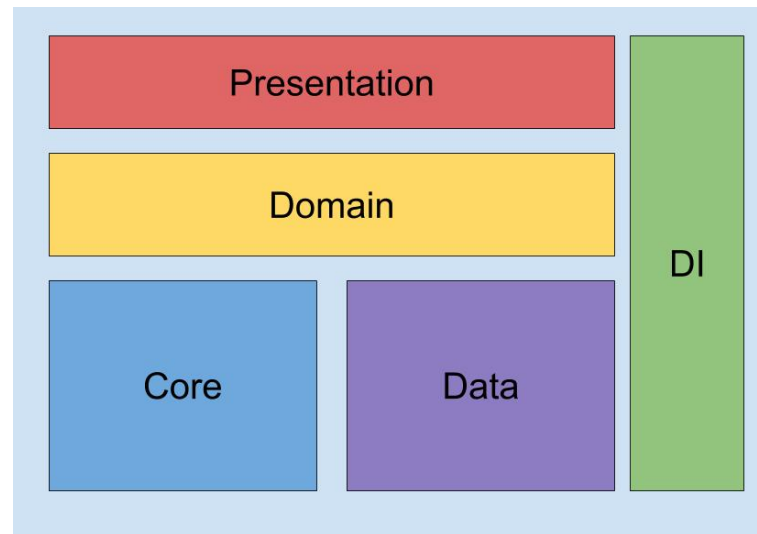 Presentation
Domain
DI
Core
Data